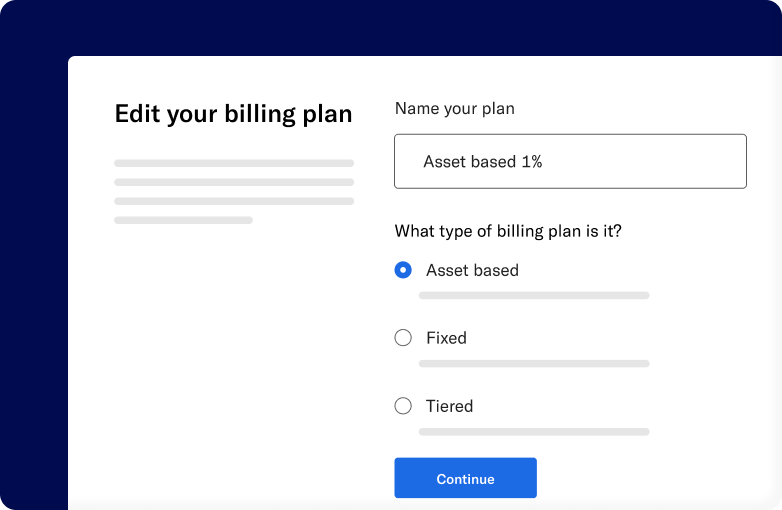 Edit your billing plan
Name your plan
Asset based 1%
What type of billing plan is it?
Asset based
Fixed
Tiered
Continue